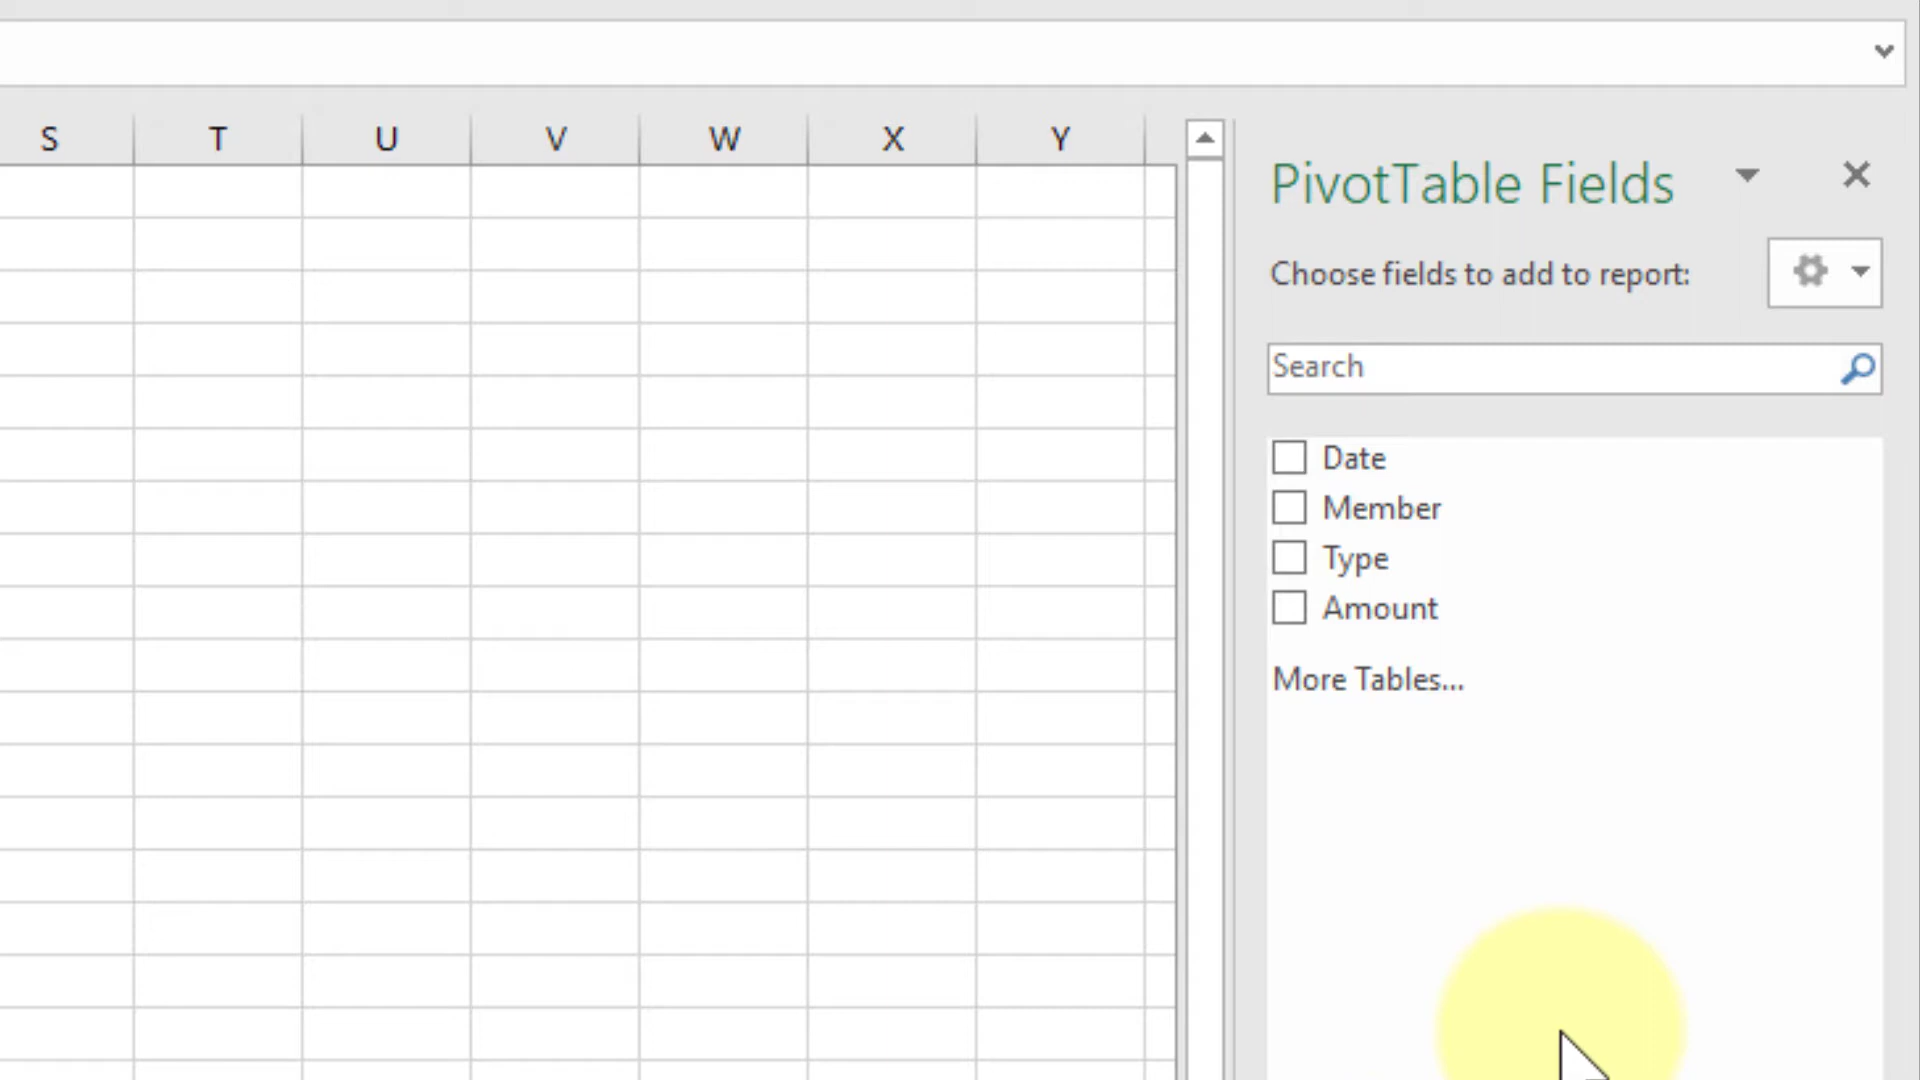 S T U V W X Y
PivotTable Fields
Choose fields to add to report:
Search
Date
Member
Type
Amount
More Tables...